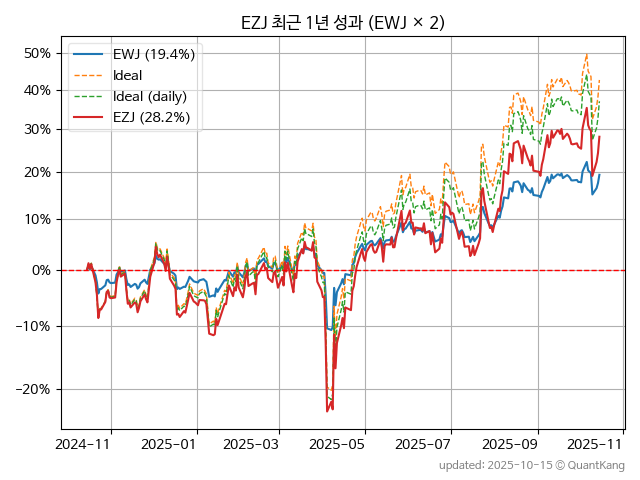 EZJ 최근 1년 성과 (EWJ × 2)
50%
40%
30%
20%
10%
0%
−10%
−20%
EWJ (19.4%)
Ideal
Ideal (daily)
EZJ (28.2%)
2024-11 2025-01 2025-03 2025-05 2025-07 2025-09 2025-11
updated: 2025-10-15 © QuantKang